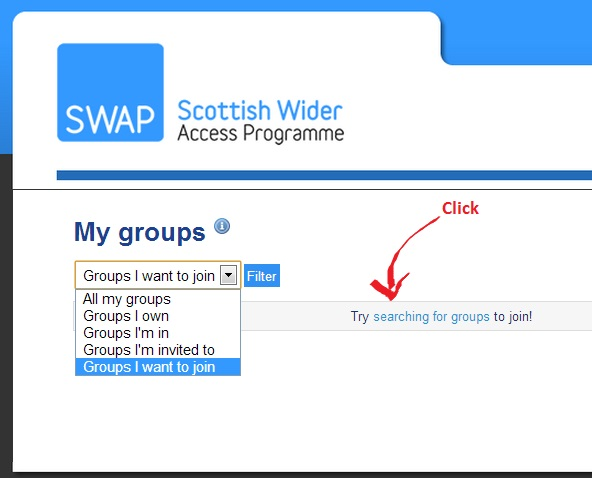 SWAP
Scottish Wider
Access Programme
Click
My groups i
Groups I want to join Filter
All my groups
Groups I own
Groups I'm in
Groups I'm invited to
Groups I want to join
Try searching for groups to join!